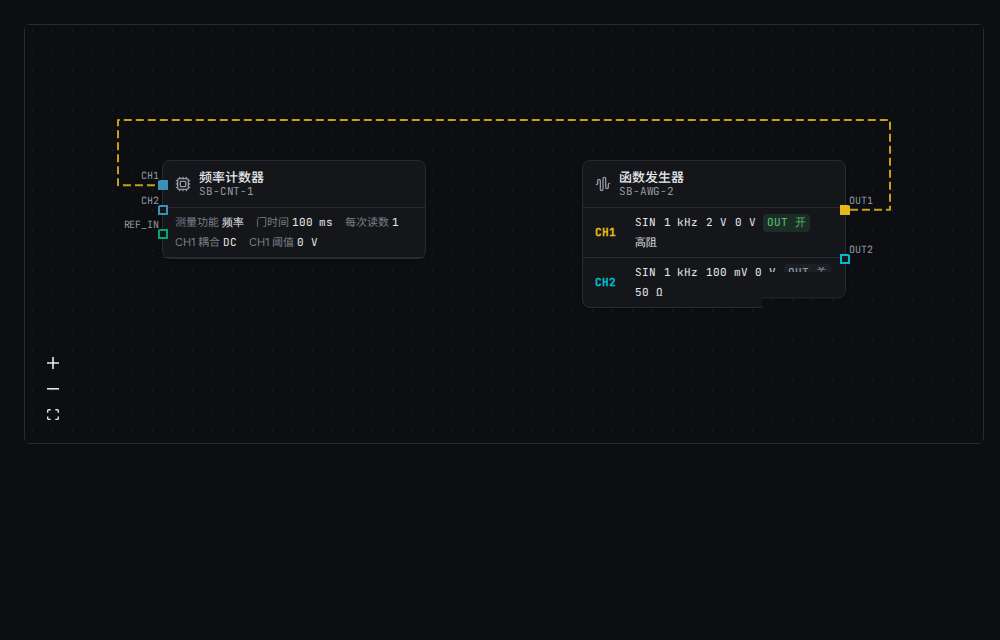 CH1
CH2
REF_IN
频率计数器
SB-CNT-1
测量功能 频率 门时间 100 ms 每次读数 1
CH1 耦合 DC CH1 阈值 0 V
函数发生器
SB-AWG-2
CH1
SIN 1 kHz 2 V 0 V OUT 开
高阻
CH2
SIN 1 kHz 100 mV 0 V
50 Ω
OUT1
OUT2